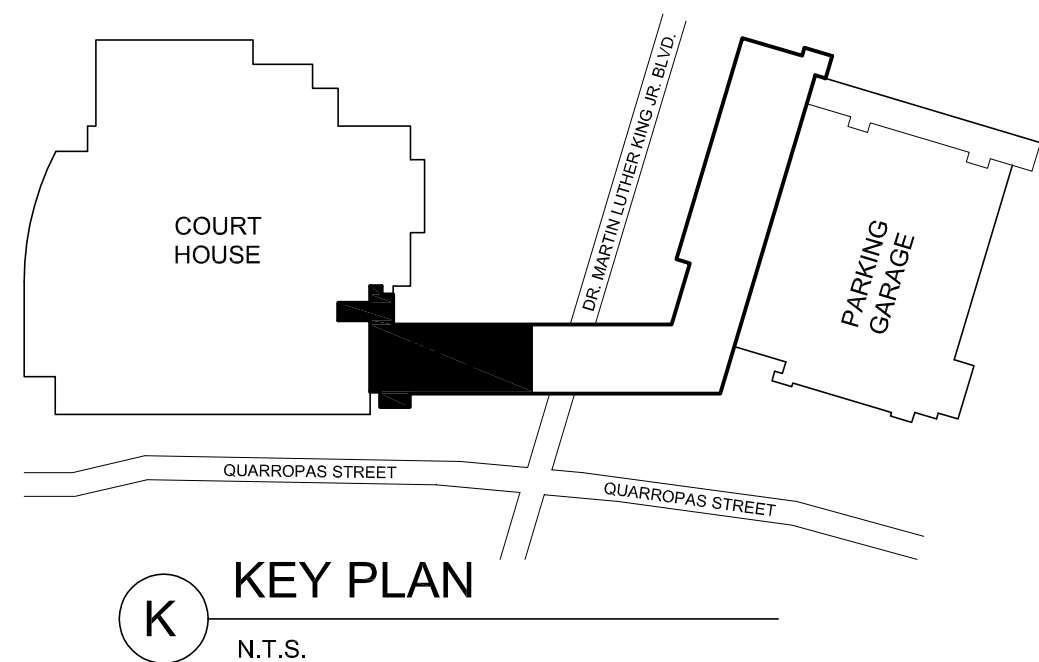 COURT
HOUSE
DR. MARTIN LUTHER KING JR. BLVD.
PARKING
GARAGE
QUARROPAS STREET
QUARROPAS STREET
K
KEY PLAN
N.T.S.